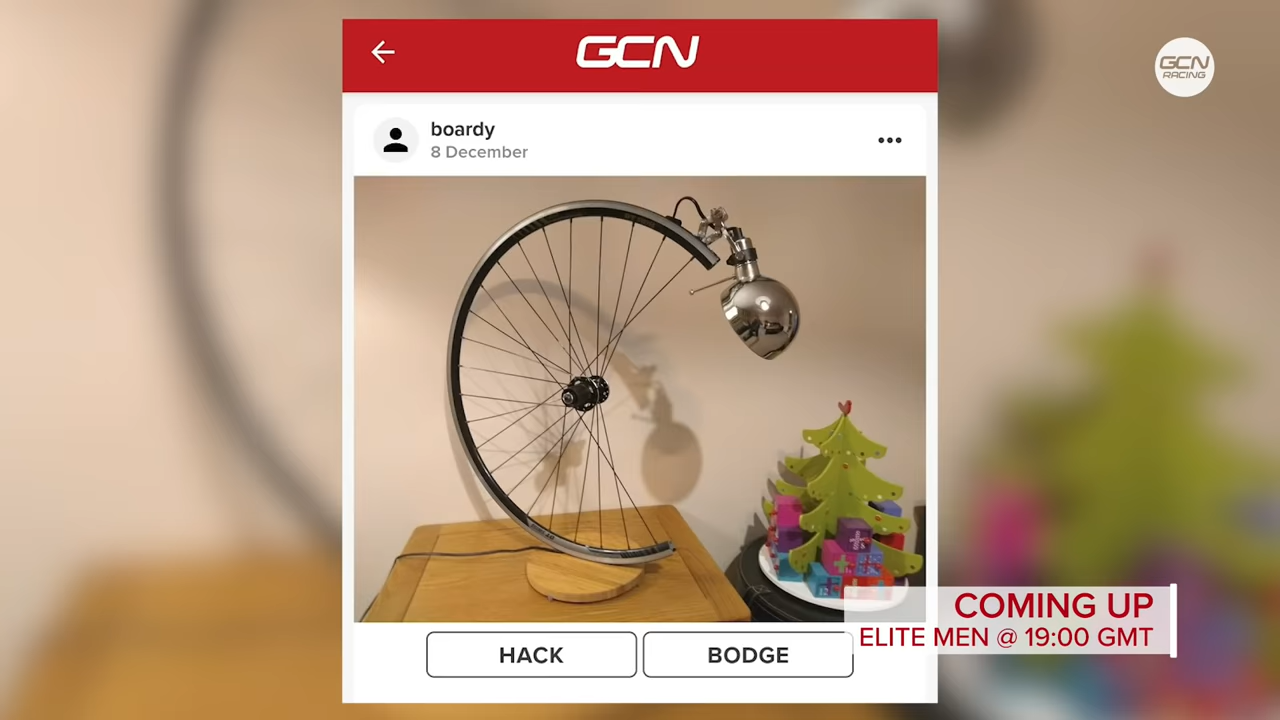 GCN
GCN
RACING
boardy
8 December
HACK
BODGE
COMING UP
ELITE MEN @ 19:00 GMT